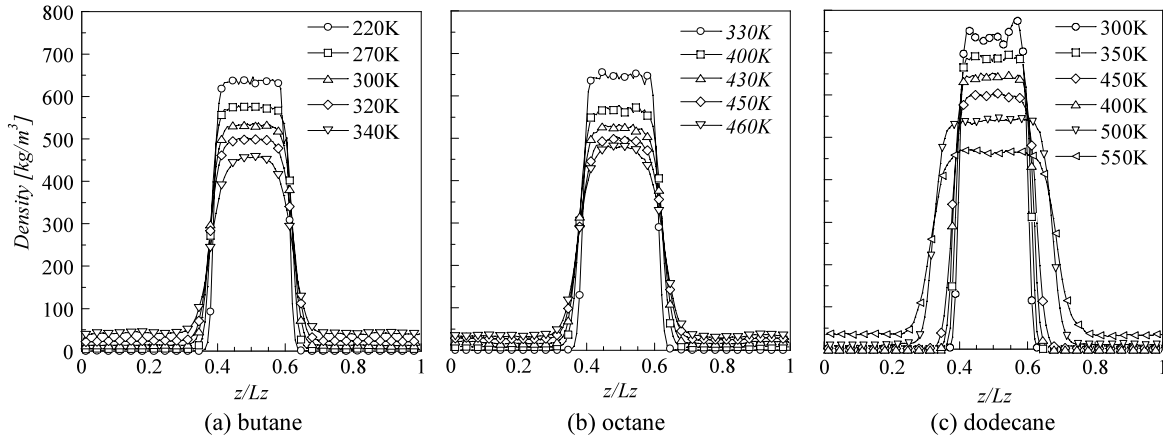 800
700
600
500
400
300
200
100
0
Density [kg/m³]
220K
270K
300K
320K
340K
0 0.2 0.4 0.6 0.8 1
z/Lz
(a) butane
330K
400K
430K
450K
460K
0 0.2 0.4 0.6 0.8 1
z/Lz
(b) octane
300K
350K
450K
400K
500K
550K
0 0.2 0.4 0.6 0.8 1
z/Lz
(c) dodecane